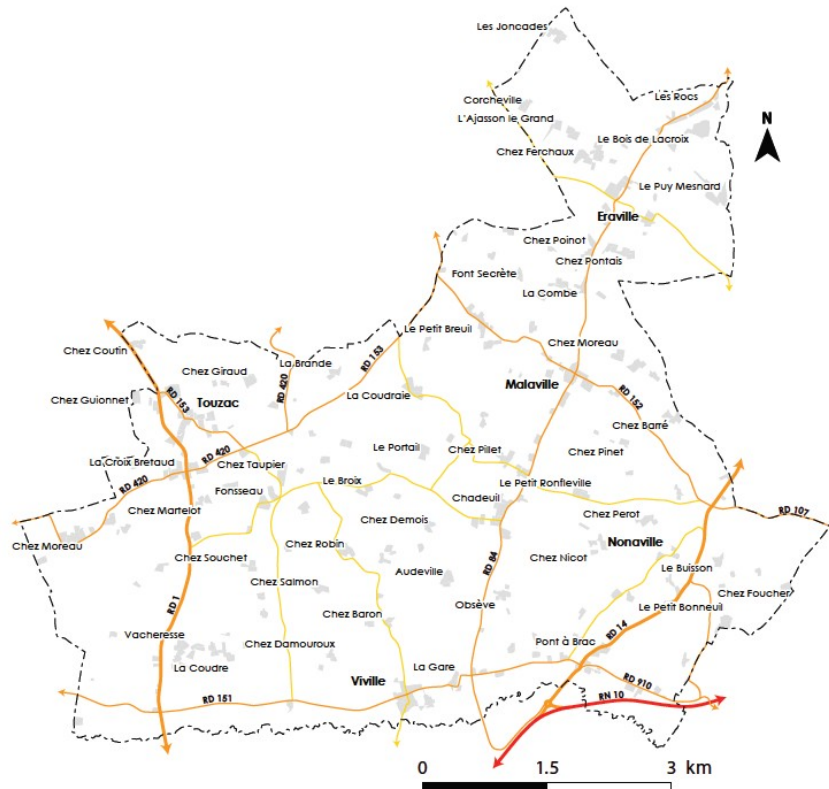 Les Joncades
Corcheville
Les Rocs
L'Ajasson le Grand
N
Le Bois de Lacroix
Chez Ferchaux
Le Puy Mesnard
Eraville
Chez Poinot
Chez Pontais
Font Secrète
La Combe
Le Petit Breuil
Chez Moreau
Chez Coutin
La Brande
RD 153
Chez Giraud
Malaville
RD 420
RD 152
Chez Guionnet
RD 153
Touzac
La Coudraie
Chez Barré
Le Portail
Chez Pillet
Chez Pinet
RD 420
La Croix Bretaud
Chez Taupier
RD 420
Fonsseau
Le Broix
Le Petit Ronfleville
Chadeuil
Chez Martelot
Chez Demois
Chez Perot
RD 107
Chez Moreau
Chez Robin
Nonaville
Chez Souchet
Chez Nicot
RD 84
Le Buisson
Chez Salmon
Audeville
Chez Foucher
RD 1
Obsève
Le Petit Bonneuil
Chez Baron
Vacheresse
RD 14
Chez Damouroux
Pont à Brac
La Coudre
La Gare
RD 910
Viville
RD 151
RN 10
0 1.5 3 km